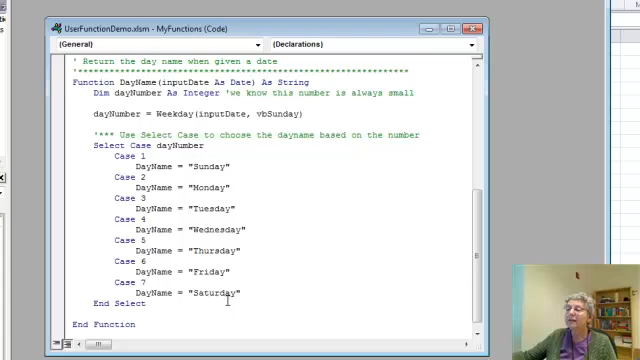 UserFunctionDemo.xlsm - MyFunctions (Code)
(General) (Declarations)
' Return the day name when given a date
'***************************************************************
Function DayName(inputDate As Date) As String
Dim dayNumber As Integer 'we know this number is always small
dayNumber = Weekday(inputDate, vbSunday)
'*** Use Select Case to choose the dayname based on the number
Select Case dayNumber
Case 1
DayName = "Sunday"
Case 2
DayName = "Monday"
Case 3
DayName = "Tuesday"
Case 4
DayName = "Wednesday"
Case 5
DayName = "Thursday"
Case 6
DayName = "Friday"
Case 7
DayName = "Saturday"
End Select
End Function